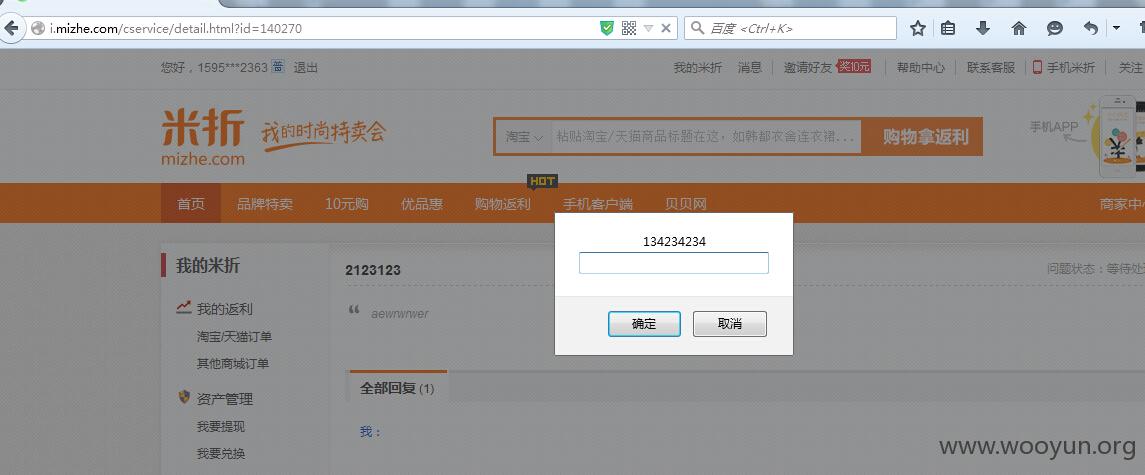 i.mizhe.com/cservice/detail.html?id=140270
百度 <Ctrl+K>
您好，1595***2363 普 退出
我的米折 消息 邀请好友 奖10元 帮助中心 联系客服 手机米折 关注
米折
mizhe.com
我的时尚特卖会
淘宝 粘贴淘宝/天猫商品标题在这，如韩都衣舍连衣裙... 购物拿返利
手机APP
HOT
首页 品牌特卖 10元购 优品惠 购物返利 手机客户端 贝贝网 商家中
134234234
确定 取消
我的米折
我的返利
淘宝/天猫订单
其他商城订单
资产管理
我要提现
我要兑换
2123123
问题状态：等待处
aewrwrwer
全部回复 (1)
我：
www.wooyun.org